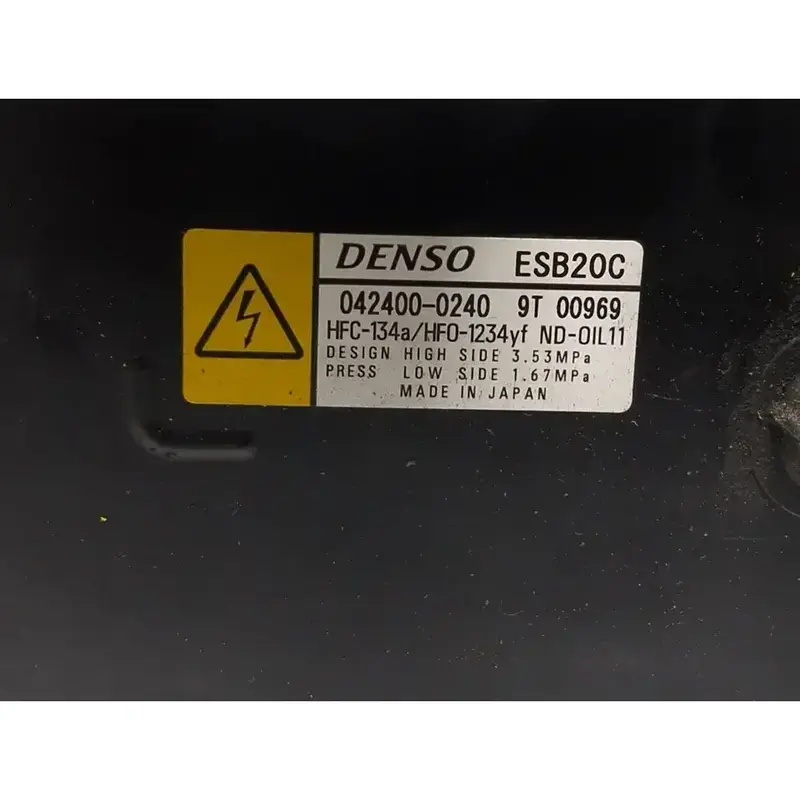 DENSO ESB20C
042400-0240 9T 00969
HFC-134a/HFO-1234yf ND-OIL11
DESIGN HIGH SIDE 3.53MPa
PRESS LOW SIDE 1.67MPa
MADE IN JAPAN